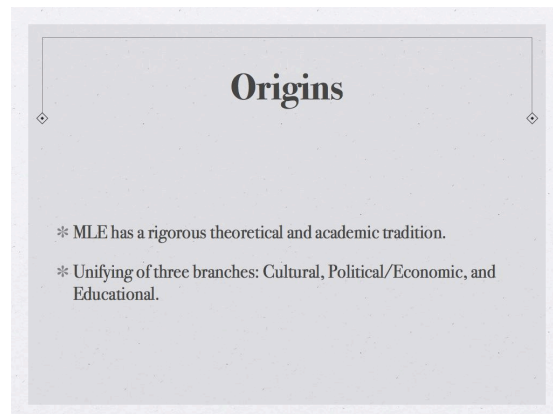 Origins
* MLE has a rigorous theoretical and academic tradition.
* Unifying of three branches: Cultural, Political/Economic, and
Educational.